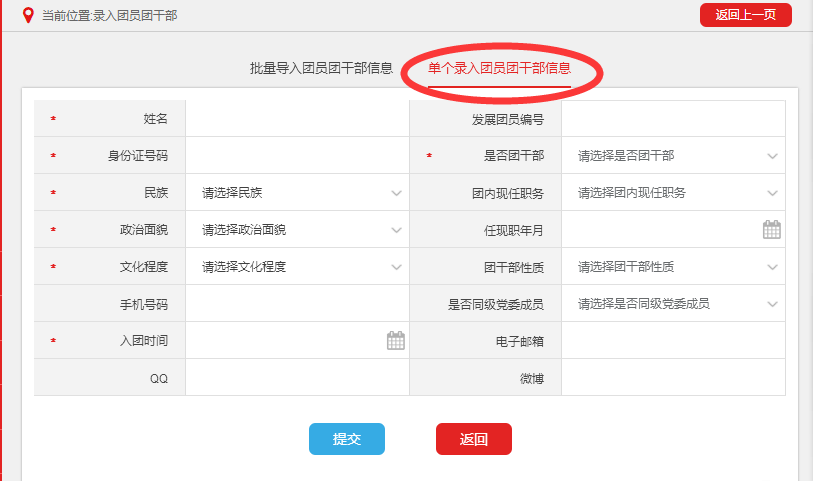 当前位置:录入团员团干部
返回上一页
批量导入团员团干部信息 单个录入团员团干部信息
* 姓名 发展团员编号
* 身份证号码 * 是否团干部 请选择是否团干部
* 民族 请选择民族 团内现任职务 请选择团内现任职务
* 政治面貌 请选择政治面貌 任现职年月
* 文化程度 请选择文化程度 团干部性质 请选择团干部性质
手机号码 是否同级党委成员 请选择是否同级党委成员
* 入团时间 电子邮箱
QQ 微博
提交 返回